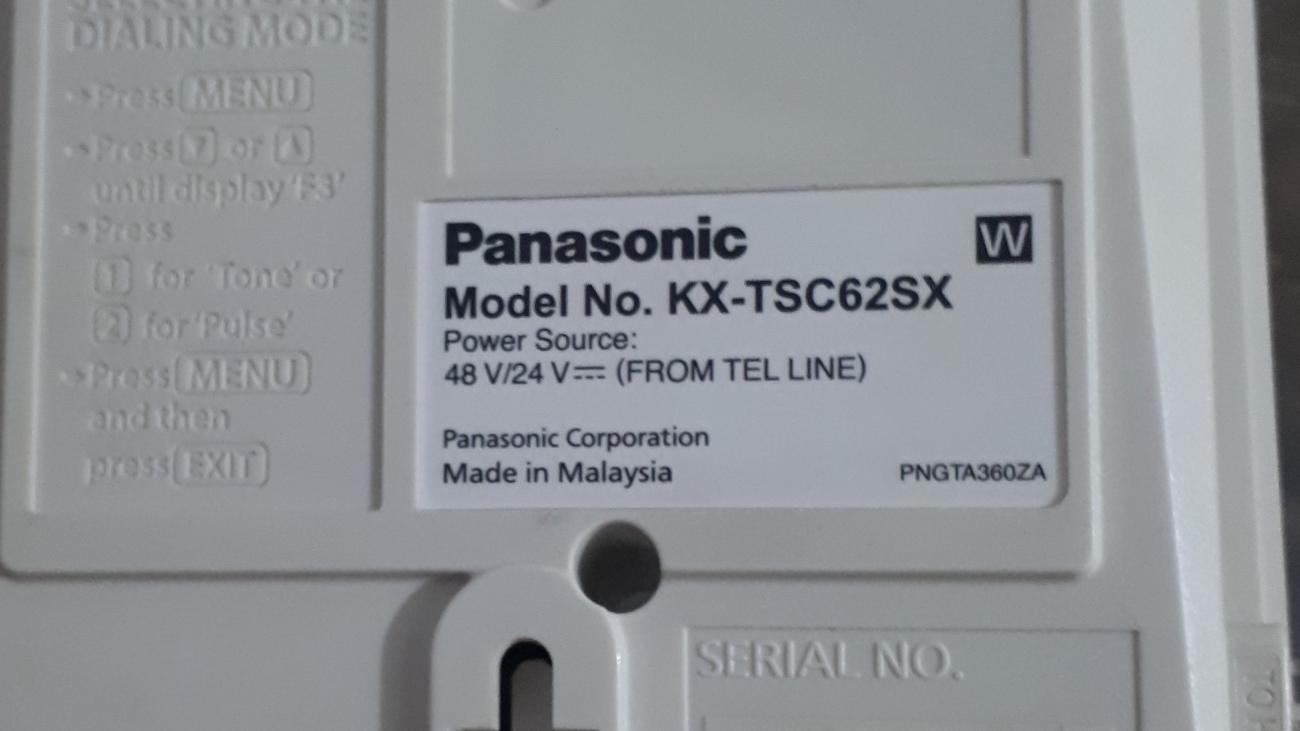 DIALING MODE
Press MENU
Press ▼ or ▲
until display 'F3'
Press
1 for 'Tone' or
2 for 'Pulse'
Press MENU
and then
press EXIT
Panasonic W
Model No. KX-TSC62SX
Power Source:
48 V/24 V⎓ (FROM TEL LINE)
Panasonic Corporation
Made in Malaysia PNGTA360ZA
SERIAL NO.